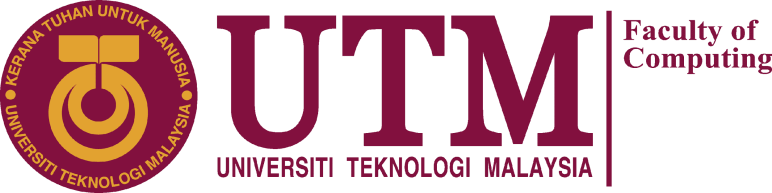 KERANA TUHAN UNTUK MANUSIA
UNIVERSITI TEKNOLOGI MALAYSIA
UTM
UNIVERSITI TEKNOLOGI MALAYSIA
Faculty of
Computing